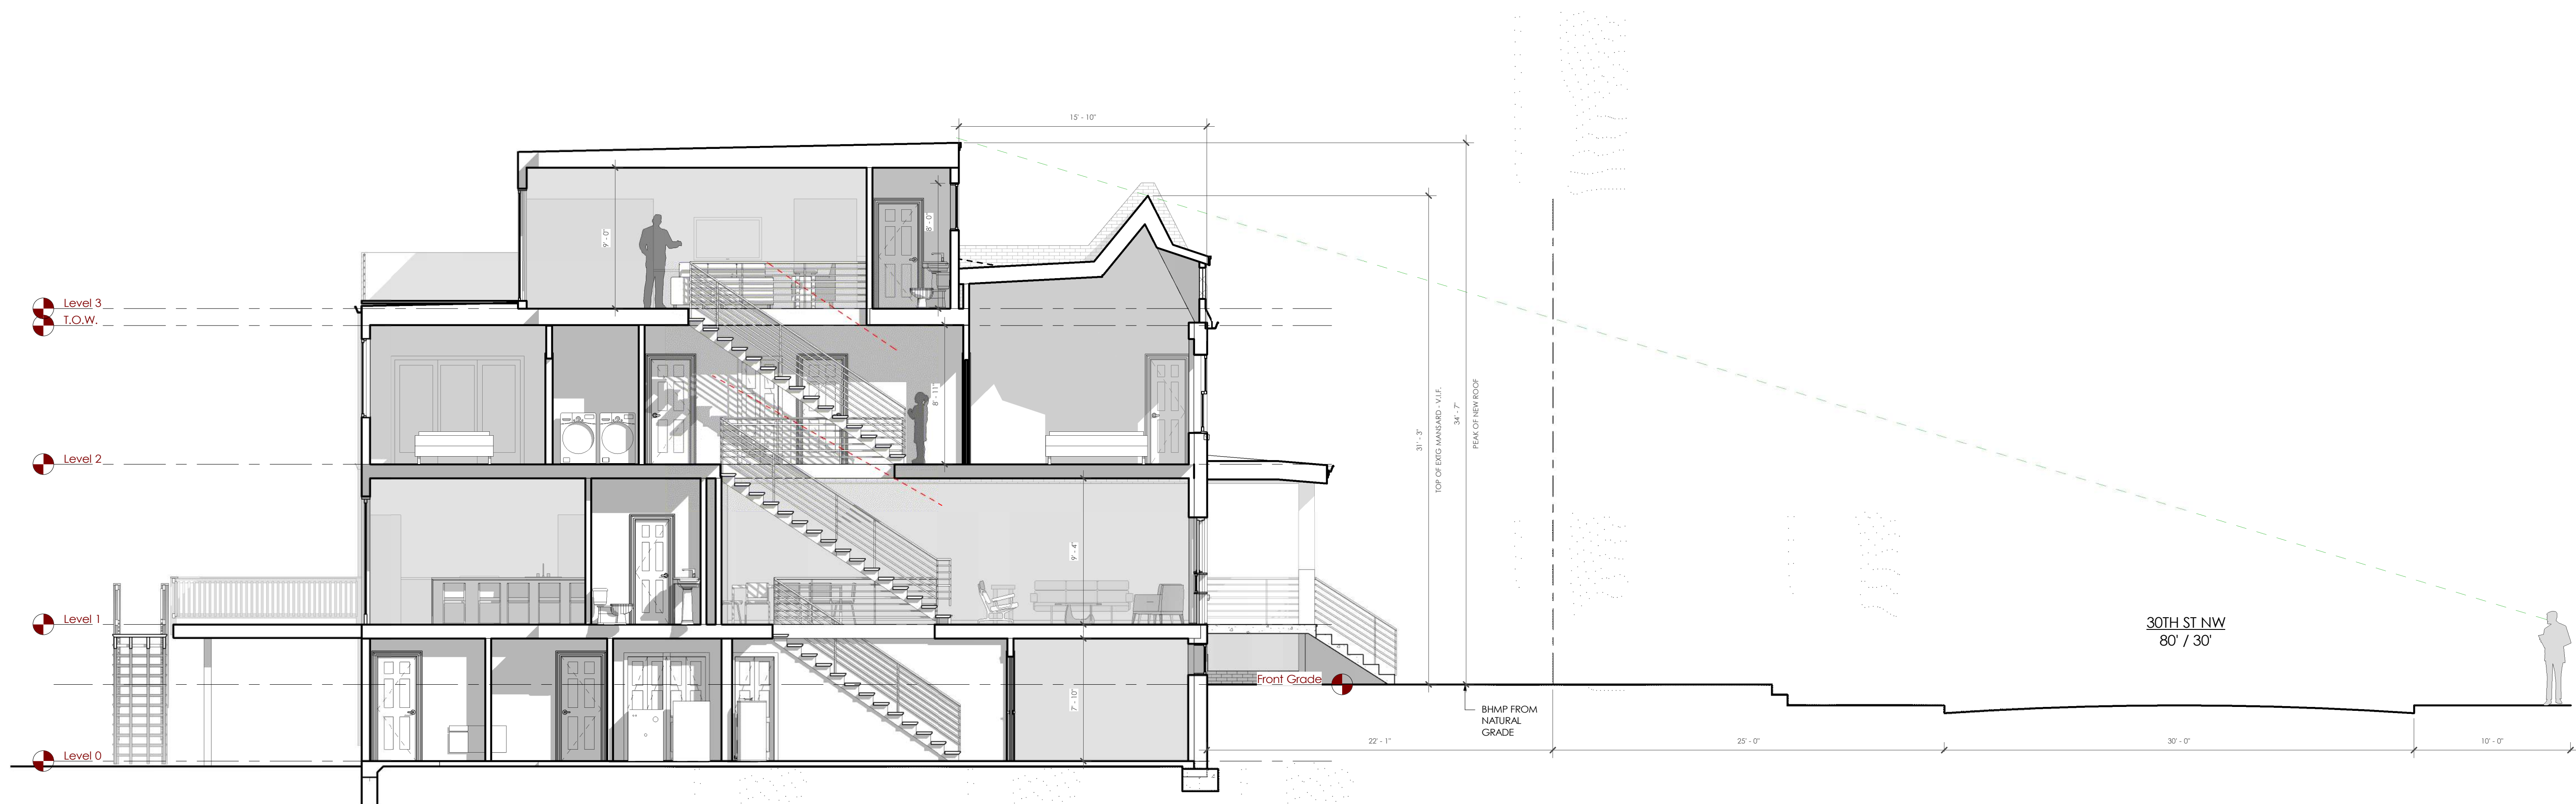 15' - 10"
9' - 0"
8' - 0"
Level 3
T.O.W.
8' - 11"
31' - 3"
TOP OF EXTG MANSARD - V.I.F.
34' - 7"
PEAK OF NEW ROOF
Level 2
9' - 4"
Level 1
30TH ST NW
80' / 30'
Front Grade
7' - 10"
BHMP FROM
NATURAL
GRADE
22' - 1"
25' - 0"
30' - 0"
10' - 0"
Level 0